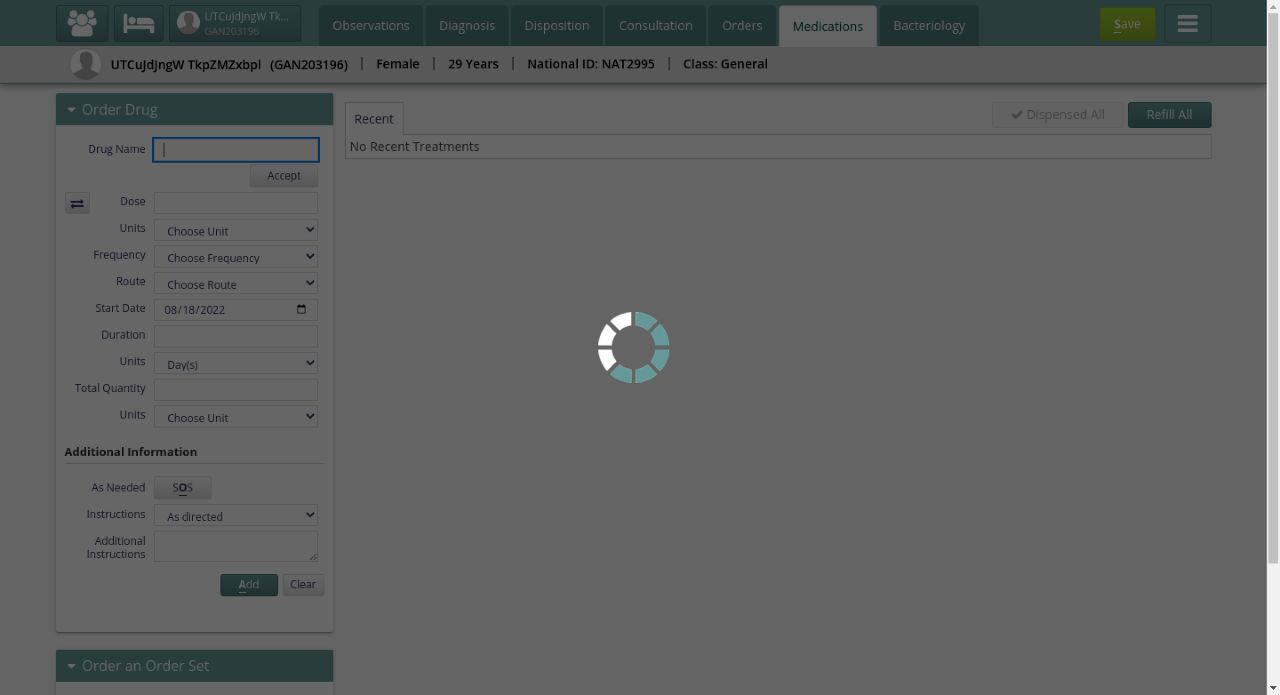 UTCuJdJngW Tk...
GAN203196
Observations
Diagnosis
Disposition
Consultation
Orders
Medications
Bacteriology
Save
UTCuJdJngW TkpZMZxbpl (GAN203196) | Female | 29 Years | National ID: NAT2995 | Class: General
Order Drug
Drug Name
Accept
Dose
Units Choose Unit
Frequency Choose Frequency
Route Choose Route
Start Date 08/18/2022
Duration
Units Day(s)
Total Quantity
Units Choose Unit
Additional Information
As Needed SOS
Instructions As directed
Additional
Instructions
Add Clear
Order an Order Set
Recent
Dispensed All
Refill All
No Recent Treatments